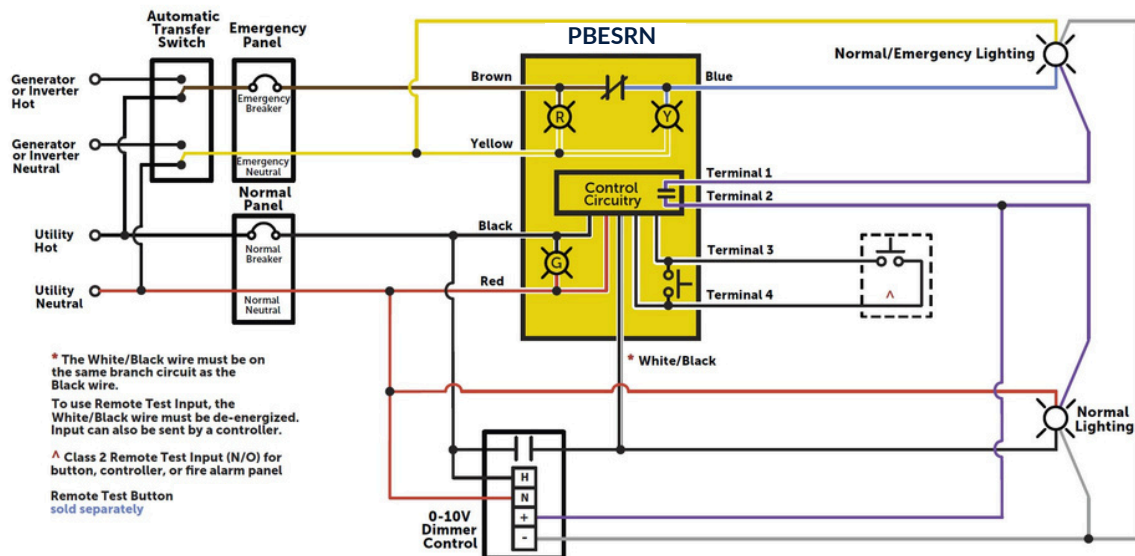 Automatic
Transfer
Switch
Emergency
Panel
PBESRN
Normal/Emergency Lighting
Generator
or Inverter
Hot
Brown
Blue
Emergency
Breaker
R
Y
Generator
or Inverter
Neutral
Yellow
Emergency
Neutral
Terminal 1
Control
Circuitry
Terminal 2
Normal
Panel
Utility
Hot
Black
Normal
Breaker
Terminal 3
G
Utility
Neutral
Red
Normal
Neutral
Terminal 4
^
* The White/Black wire must be on
the same branch circuit as the
Black wire.
To use Remote Test Input, the
White/Black wire must be de-energized.
Input can also be sent by a controller.
^ Class 2 Remote Test Input (N/O) for
button, controller, or fire alarm panel
Remote Test Button
sold separately
* White/Black
Normal
Lighting
H
N
+
-
0-10V
Dimmer
Control